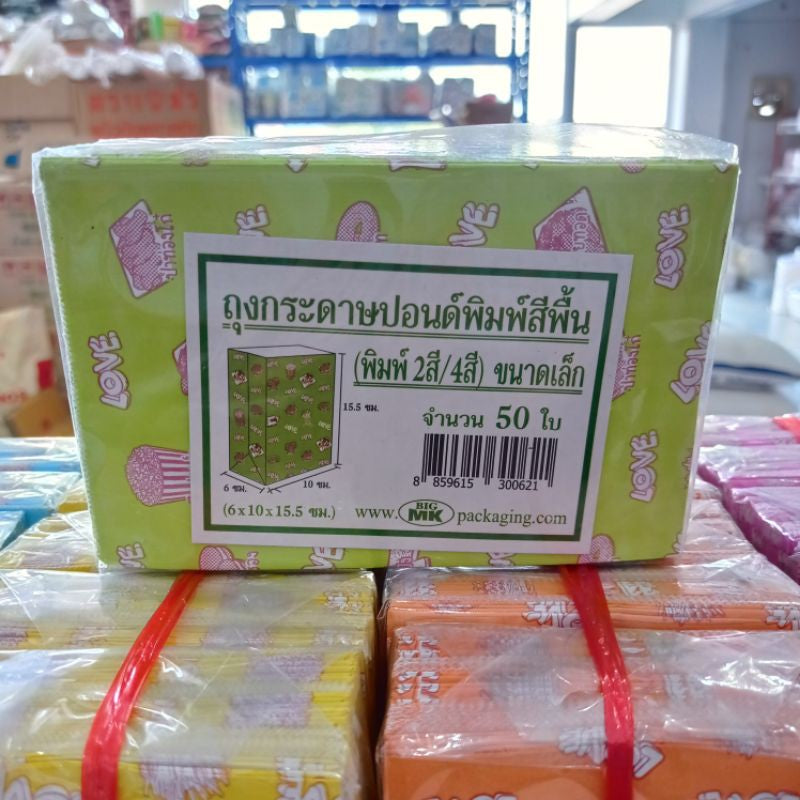 LOVE
LOVE
LOVE
ถุงกระดาษปอนด์พิมพ์สีพื้น
(พิมพ์ 2สี/4สี) ขนาดเล็ก
จำนวน 50 ใบ
15.5 ซม.
6 ซม.
10 ซม.
8 859615 300621
(6x10x15.5 ซม.)
www. BIG MK packaging.com
LOVE
LOVE
LOVE
LOVE
LOVE